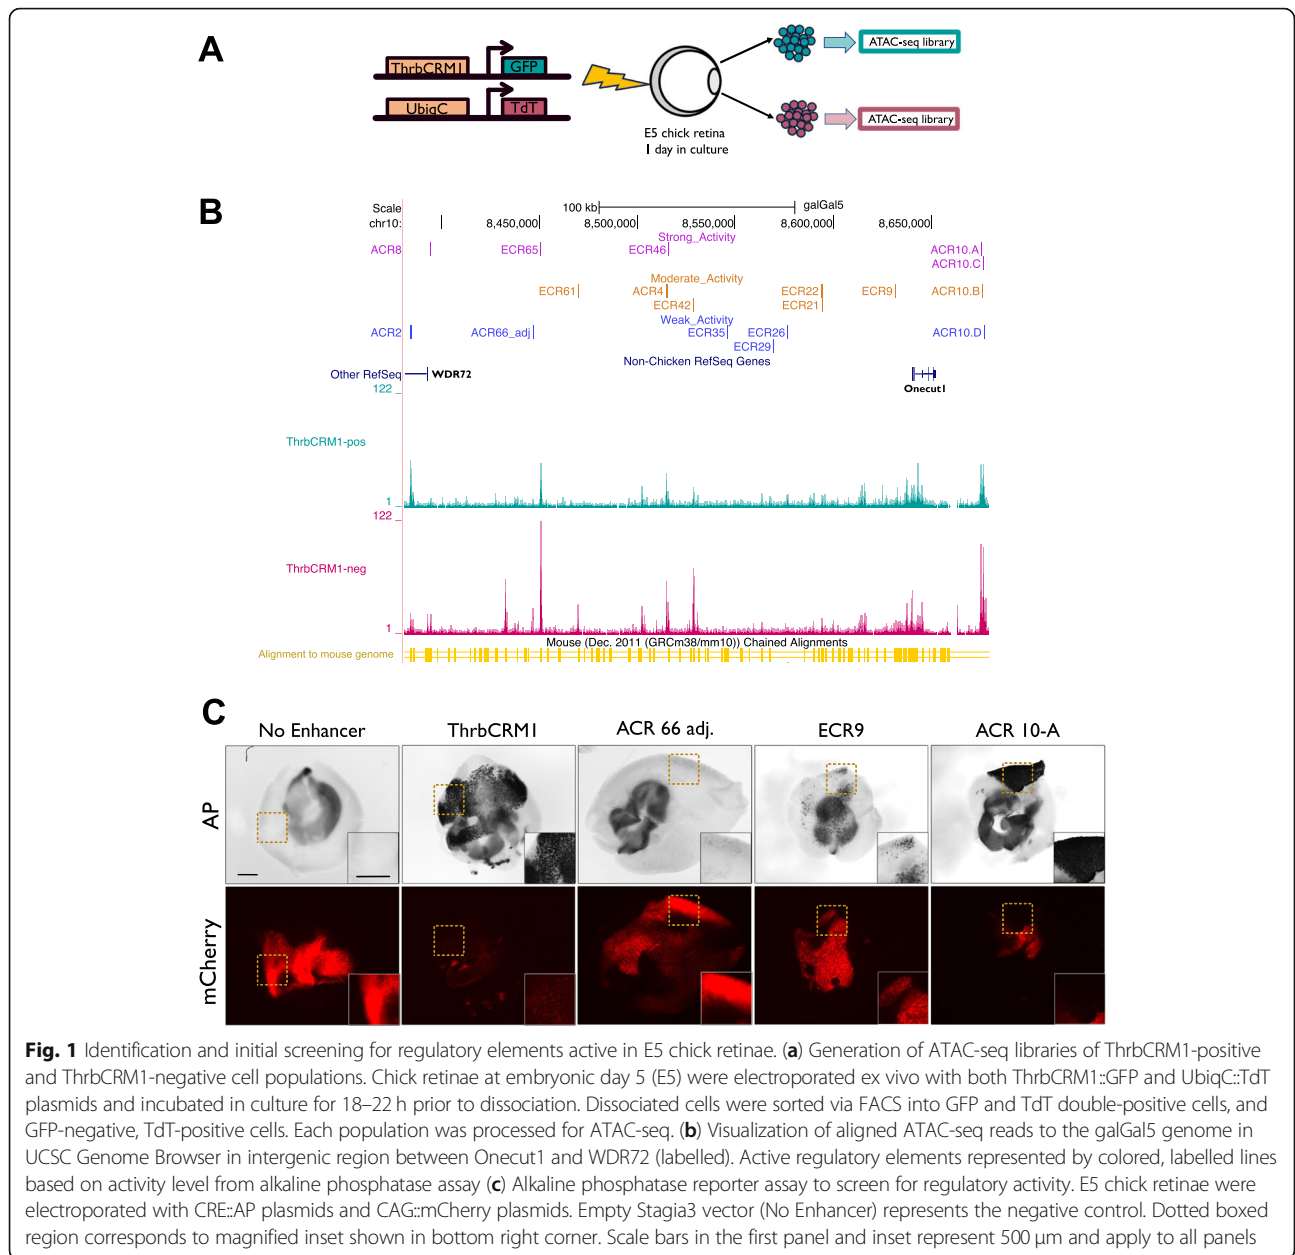 A
ThrbCRM1
GFP
UbiqC
TdT
E5 chick retina
1 day in culture
ATAC-seq library
ATAC-seq library
B
Scale
100 kb
galGal5
chr10:
8,450,000
8,500,000
8,550,000
8,600,000
8,650,000
Strong_Activity
ACR8
ECR65
ECR46
ACR10.A
ACR10.C
Moderate_Activity
ECR61
ACR4
ECR22
ECR9
ACR10.B
ECR42
ECR21
Weak_Activity
ACR2
ACR66_adj
ECR35
ECR26
ACR10.D
ECR29
Non-Chicken RefSeq Genes
Other RefSeq
WDR72
Onecut1
122 _
ThrbCRM1-pos
1 _
122 _
ThrbCRM1-neg
1 _
Mouse (Dec. 2011 (GRCm38/mm10)) Chained Alignments
Alignment to mouse genome
C
No Enhancer
ThrbCRM1
ACR 66 adj.
ECR9
ACR 10-A
AP
mCherry
Fig. 1 Identification and initial screening for regulatory elements active in E5 chick retinae. (a) Generation of ATAC-seq libraries of ThrbCRM1-positive
and ThrbCRM1-negative cell populations. Chick retinae at embryonic day 5 (E5) were electroporated ex vivo with both ThrbCRM1::GFP and UbiqC::TdT
plasmids and incubated in culture for 18–22 h prior to dissociation. Dissociated cells were sorted via FACS into GFP and TdT double-positive cells, and
GFP-negative, TdT-positive cells. Each population was processed for ATAC-seq. (b) Visualization of aligned ATAC-seq reads to the galGal5 genome in
UCSC Genome Browser in intergenic region between Onecut1 and WDR72 (labelled). Active regulatory elements represented by colored, labelled lines
based on activity level from alkaline phosphatase assay (c) Alkaline phosphatase reporter assay to screen for regulatory activity. E5 chick retinae were
electroporated with CRE::AP plasmids and CAG::mCherry plasmids. Empty Stagia3 vector (No Enhancer) represents the negative control. Dotted boxed
region corresponds to magnified inset shown in bottom right corner. Scale bars in the first panel and inset represent 500 μm and apply to all panels